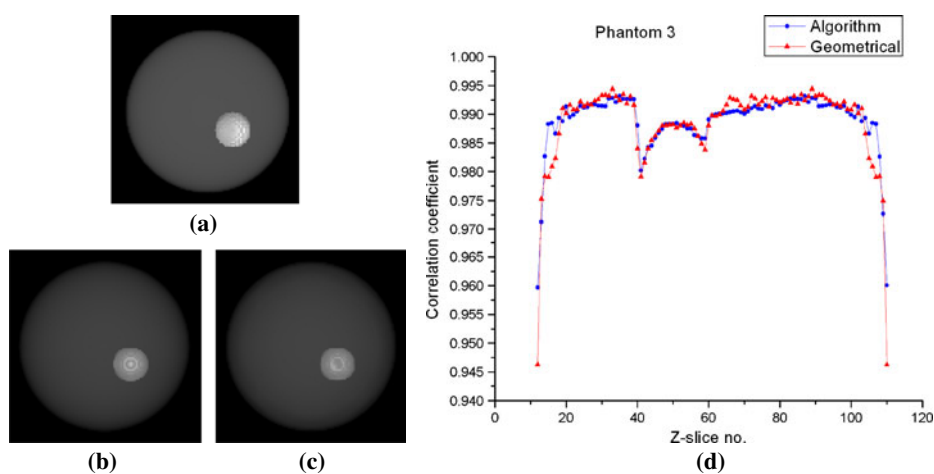 (a)
(b)
(c)
Phantom 3
Algorithm
Geometrical
Correlation coefficient
1.000
0.995
0.990
0.985
0.980
0.975
0.970
0.965
0.960
0.955
0.950
0.945
0.940
0 20 40 60 80 100 120
Z-slice no.
(d)